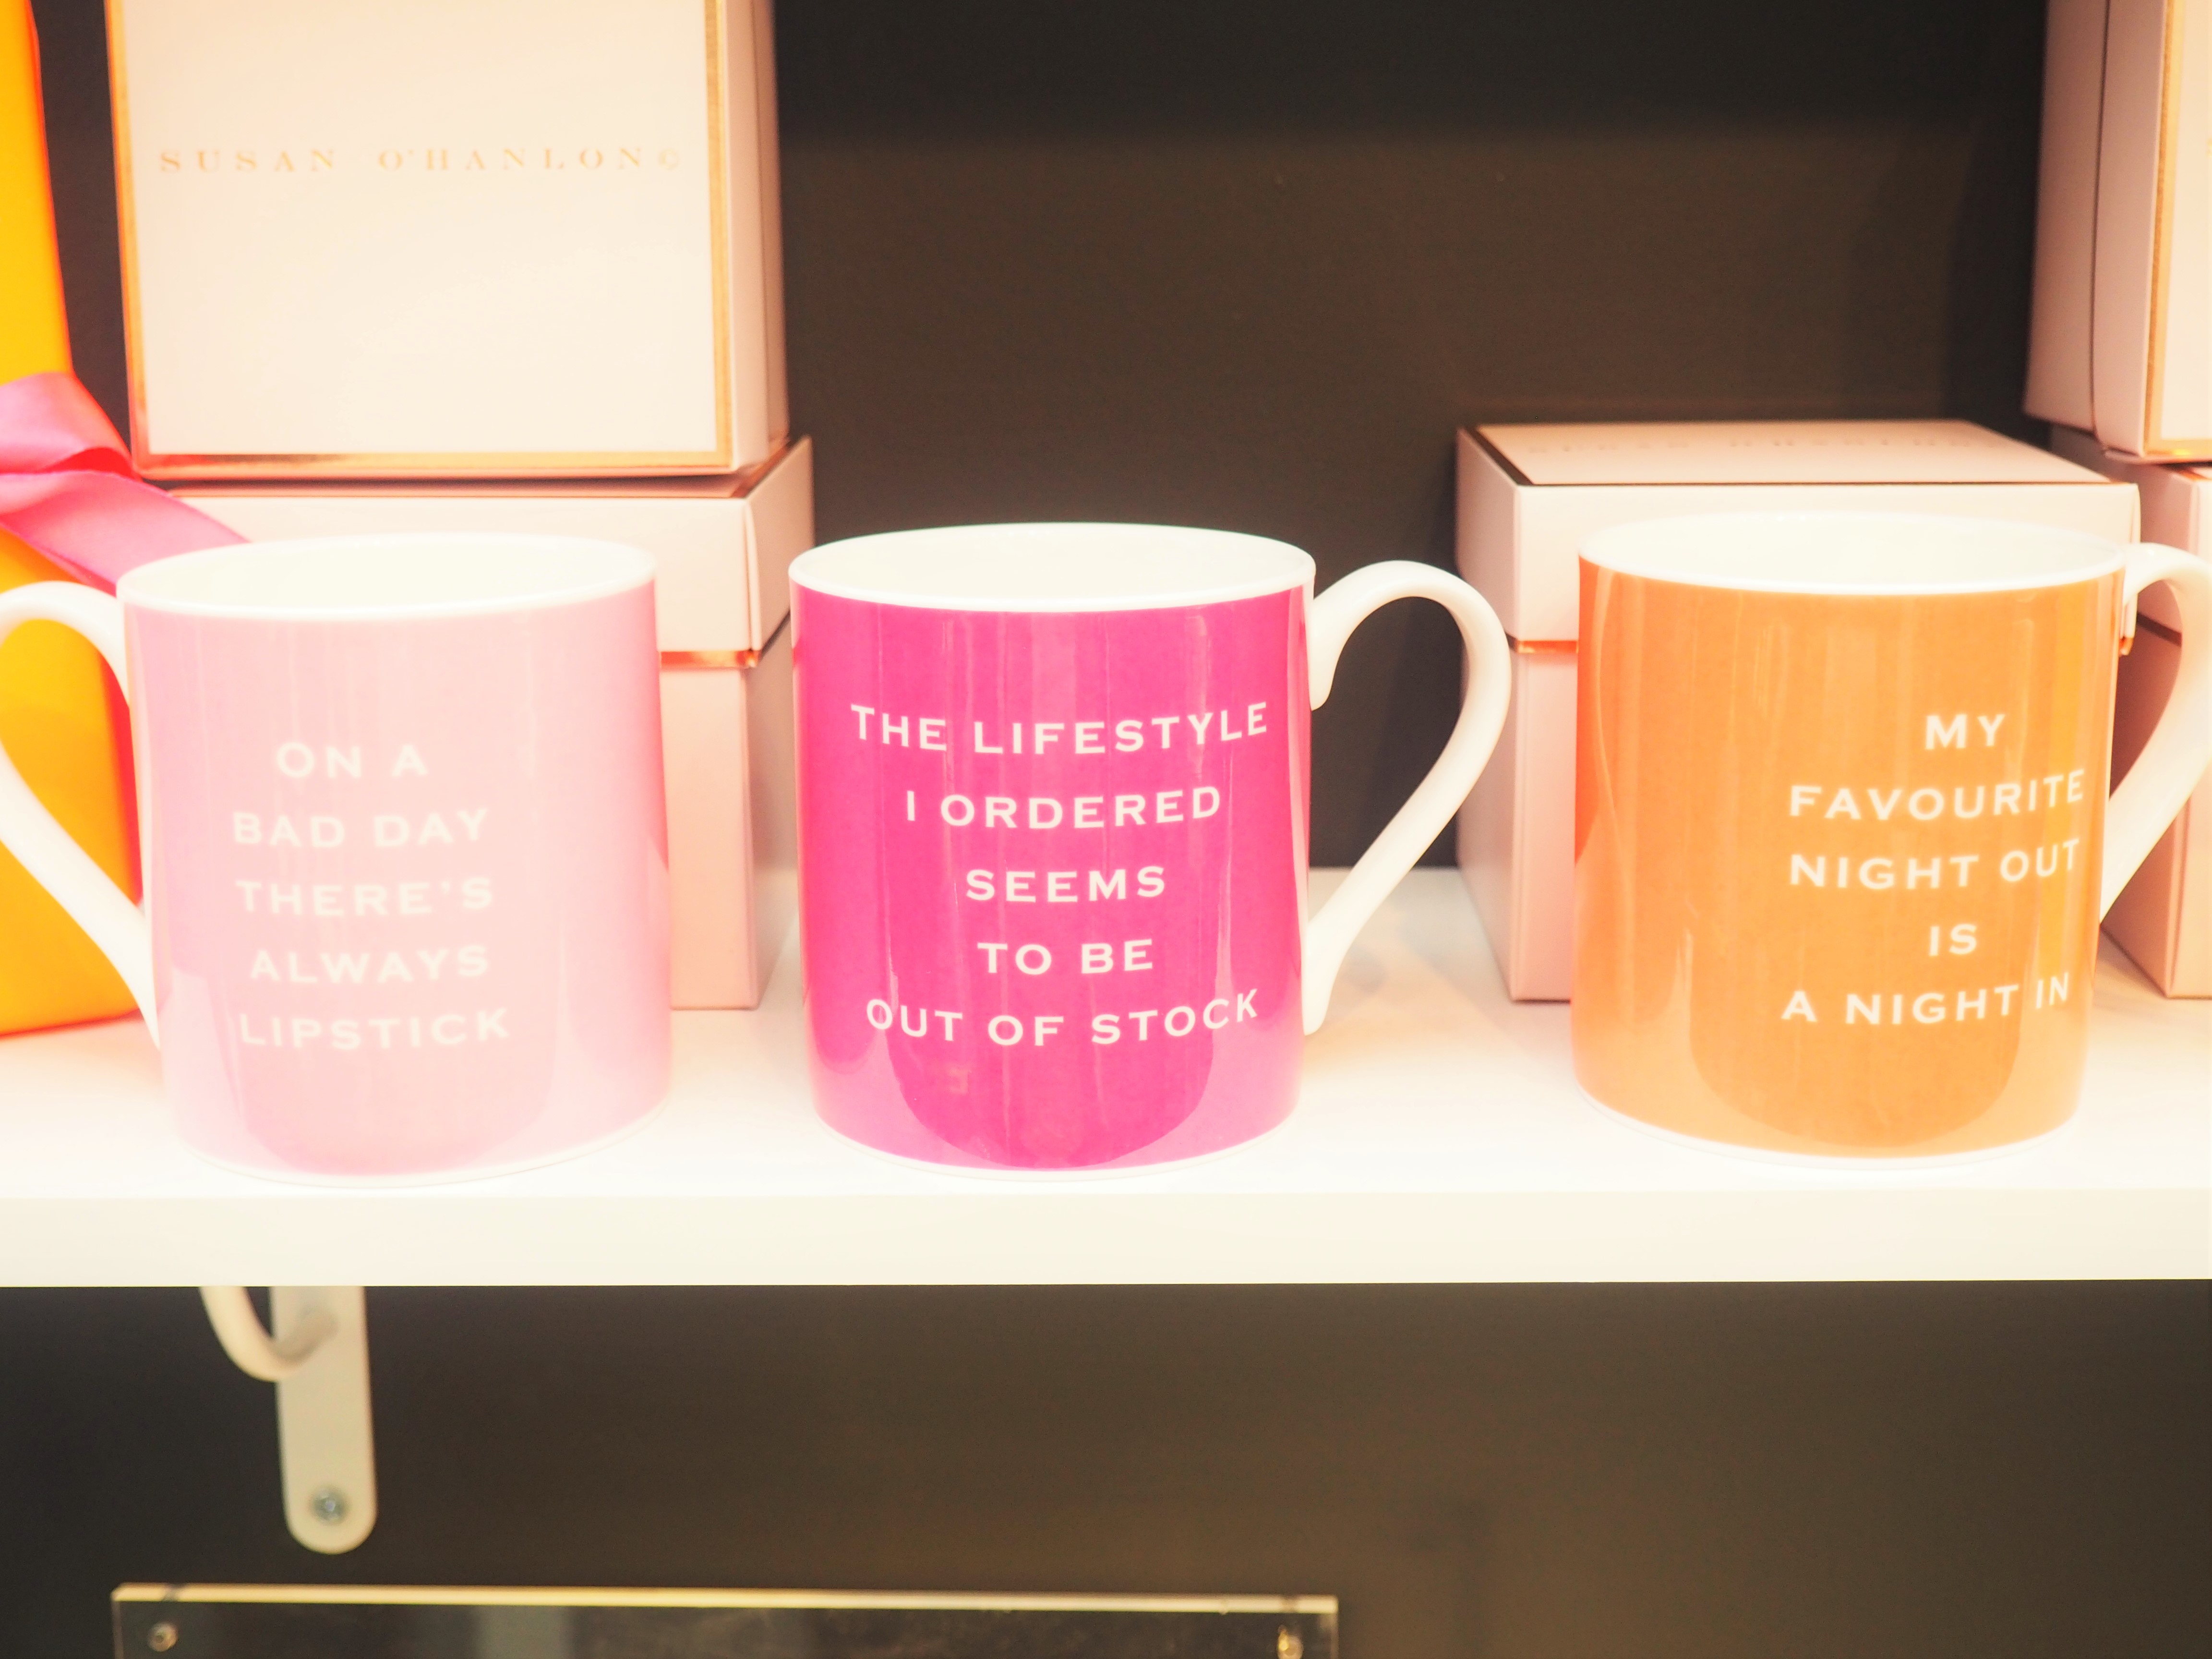 SUSAN O'HANLON©
ON A
BAD DAY
THERE'S
ALWAYS
LIPSTICK
THE LIFESTYLE
I ORDERED
SEEMS
TO BE
OUT OF STOCK
MY
FAVOURITE
NIGHT OUT
IS
A NIGHT IN